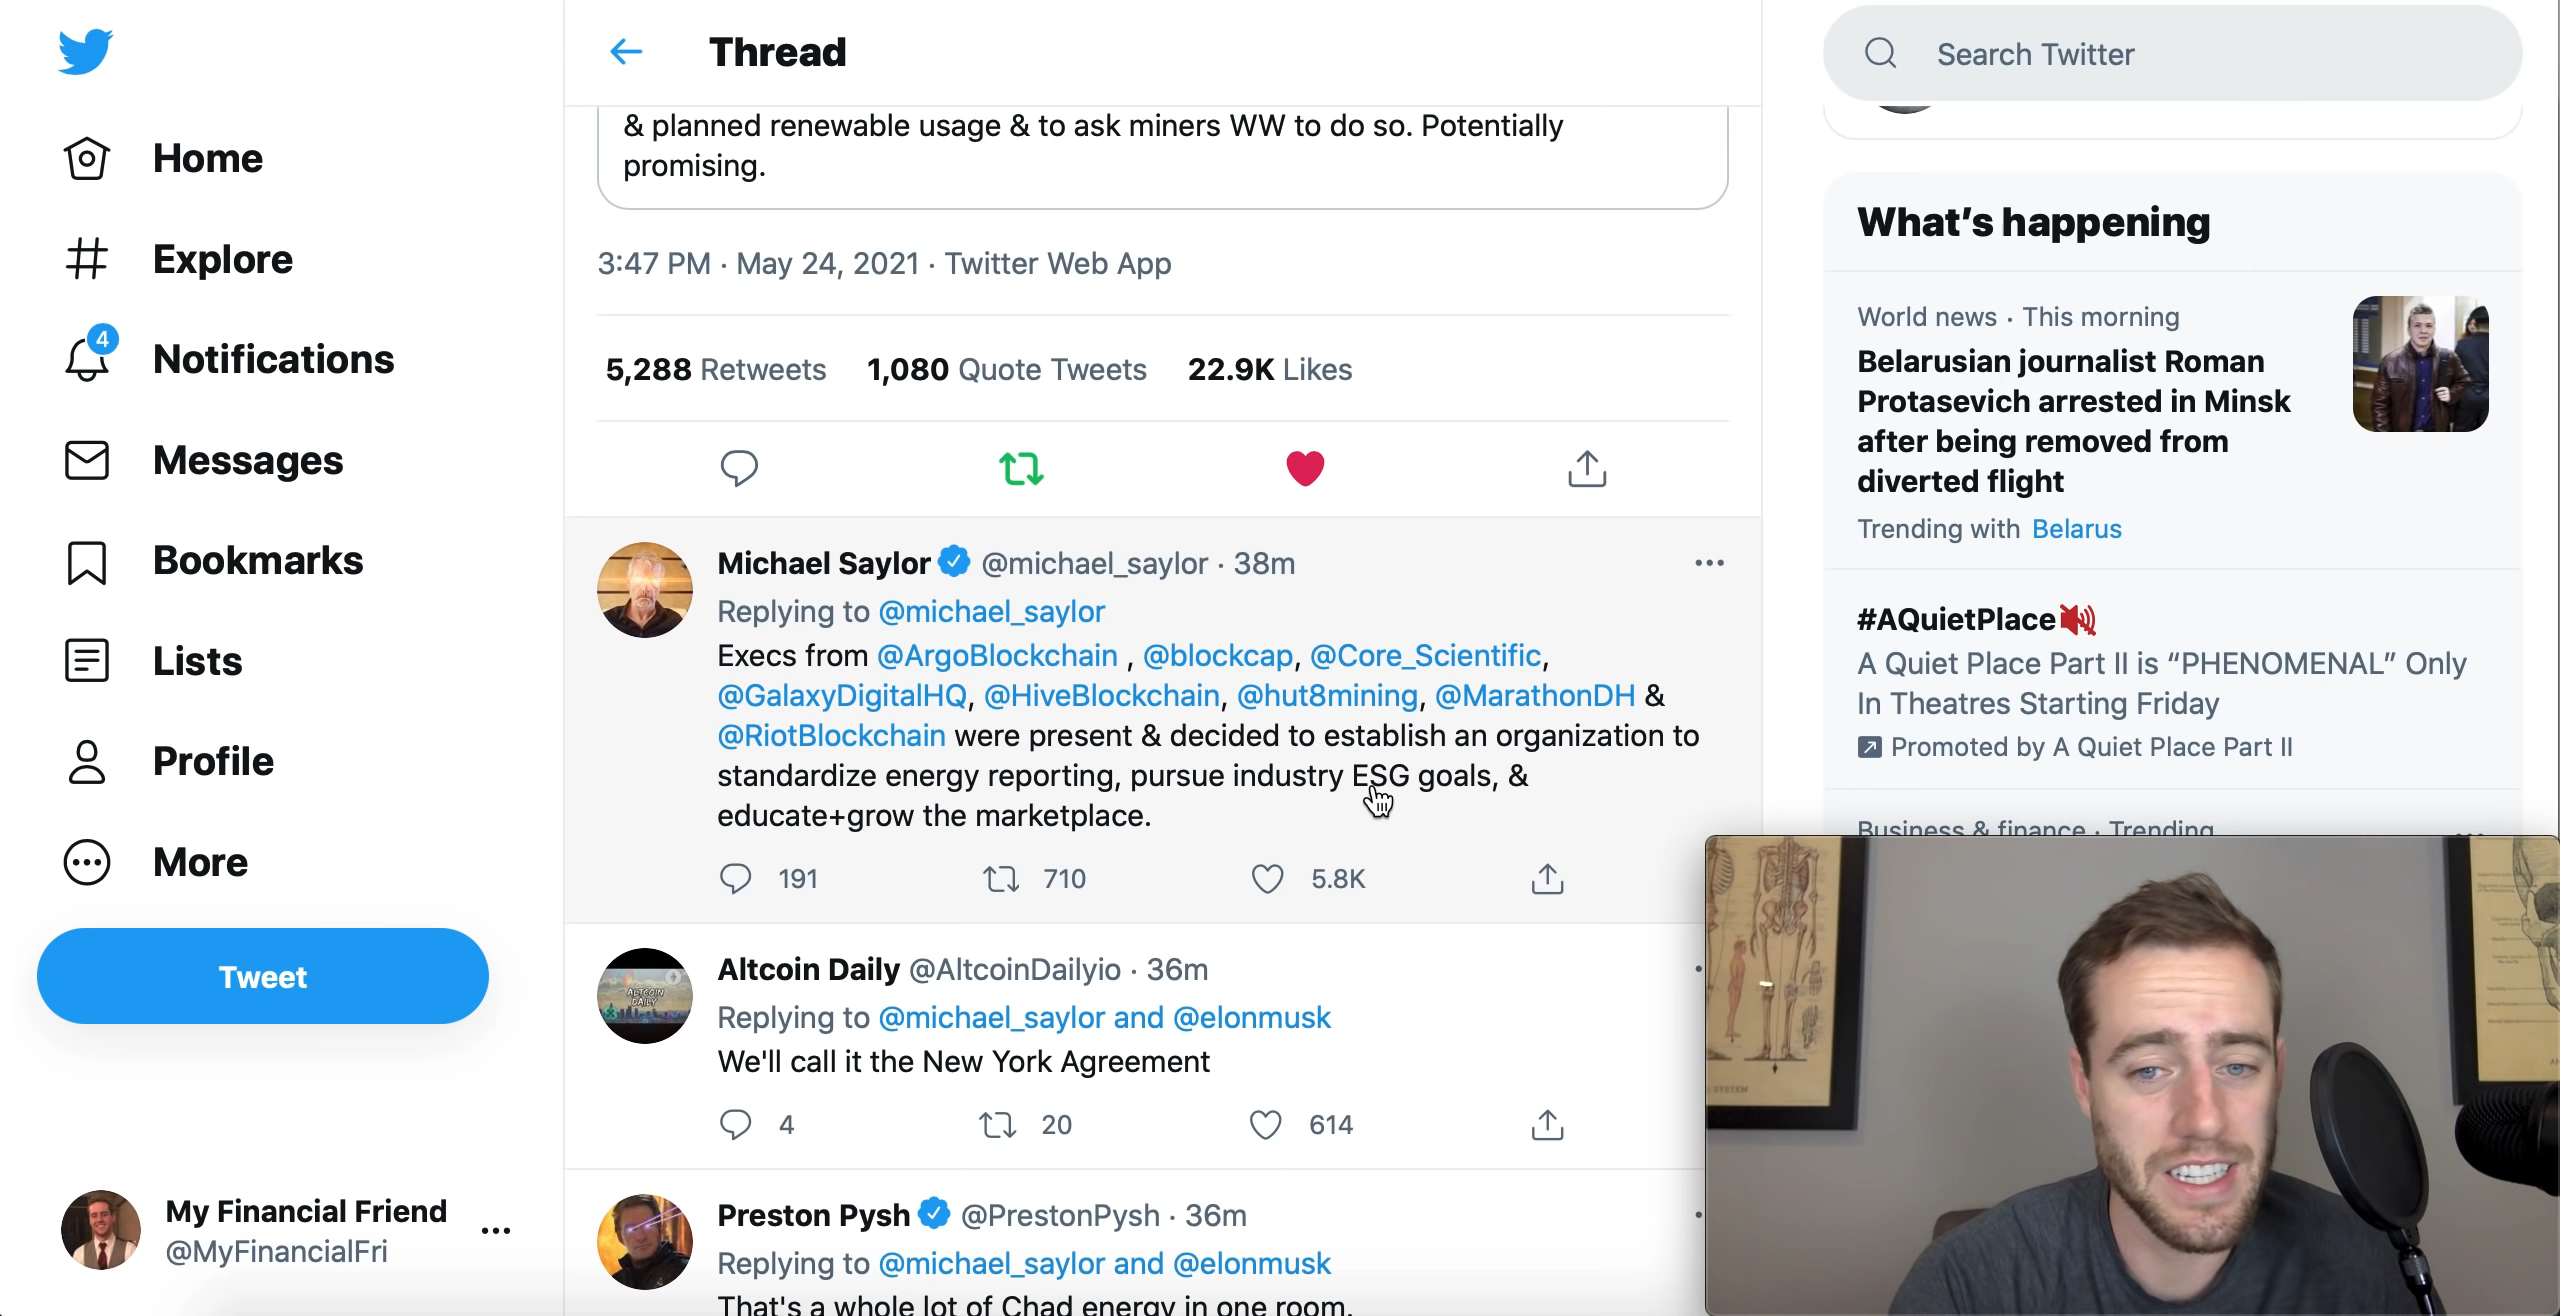 Home
Explore
4
Notifications
Messages
Bookmarks
Lists
Profile
More
Tweet
My Financial Friend
@MyFinancialFri
Thread
& planned renewable usage & to ask miners WW to do so. Potentially
promising.
3:47 PM · May 24, 2021 · Twitter Web App
5,288 Retweets 1,080 Quote Tweets 22.9K Likes
Michael Saylor @michael_saylor · 38m
Replying to @michael_saylor
Execs from @ArgoBlockchain , @blockcap, @Core_Scientific,
@GalaxyDigitalHQ, @HiveBlockchain, @hut8mining, @MarathonDH &
@RiotBlockchain were present & decided to establish an organization to
standardize energy reporting, pursue industry ESG goals, &
educate+grow the marketplace.
191 710 5.8K
Altcoin Daily @AltcoinDailyio · 36m
ALTCOIN
DAILY
Replying to @michael_saylor and @elonmusk
We'll call it the New York Agreement
4 20 614
Preston Pysh @PrestonPysh · 36m
Replying to @michael_saylor and @elonmusk
That's a whole lot of Chad energy in one room.
Search Twitter
What's happening
World news · This morning
Belarusian journalist Roman
Protasevich arrested in Minsk
after being removed from
diverted flight
Trending with Belarus
#AQuietPlace
A Quiet Place Part II is “PHENOMENAL” Only
In Theatres Starting Friday
Promoted by A Quiet Place Part II
Business & finance · Trending
SYSTEM